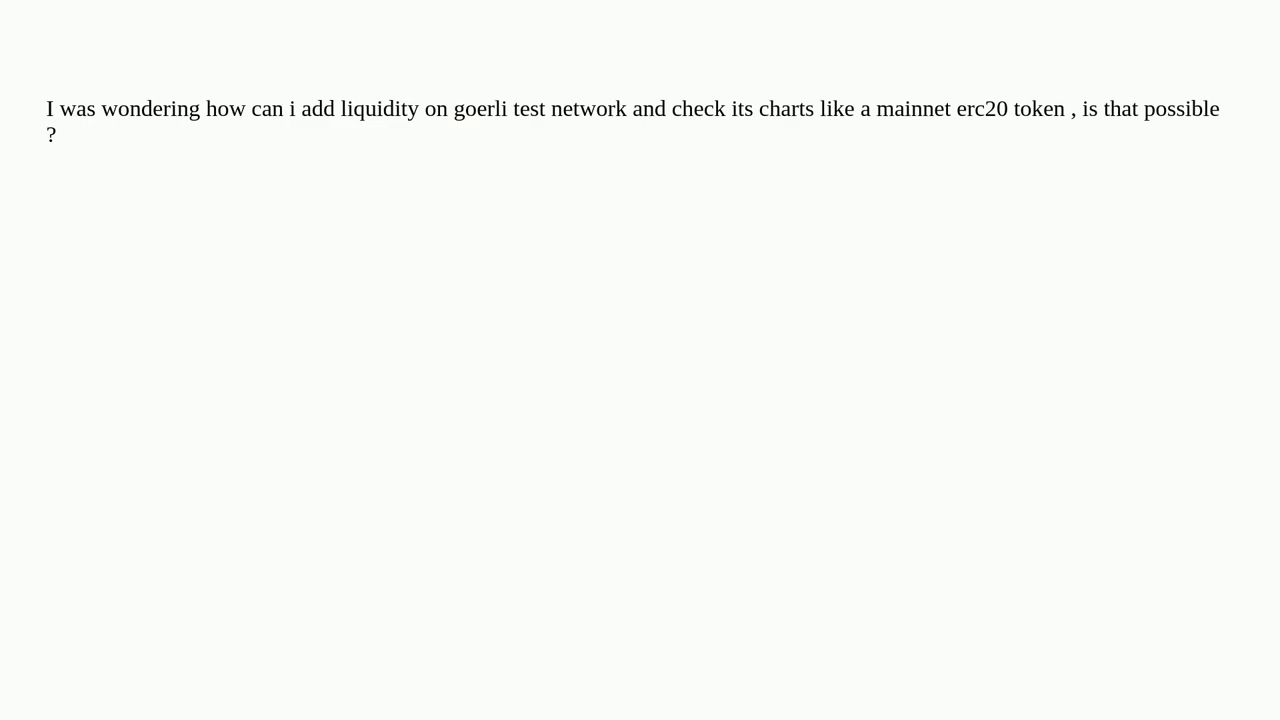 I was wondering how can i add liquidity on goerli test network and check its charts like a mainnet erc20 token , is that possible
?